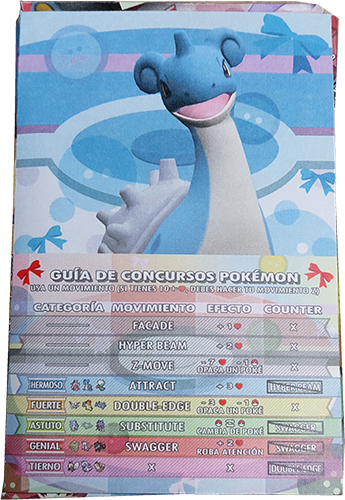 GUÍA DE CONCURSOS POKÉMON
USA UN MOVIMIENTO (SI TIENES 10+❤, DEBES HACER TU MOVIMIENTO Z)
CATEGORÍA MOVIMIENTO EFECTO COUNTER
FACADE +1❤ X
HYPER BEAM +2❤ X
Z-MOVE -7❤ +1 OPACA UN POKÉ X
HERMOSO ATTRACT +3❤ HYPER BEAM
FUERTE DOUBLE-EDGE -3❤ +1 OPACA UN POKÉ X
ASTUTO SUBSTITUTE CAMBIA DE POKÉ SWAGGER
GENIAL SWAGGER +2❤ ROBA ATENCIÓN SWAGGER
TIERNO X X DOUBLE-EDGE